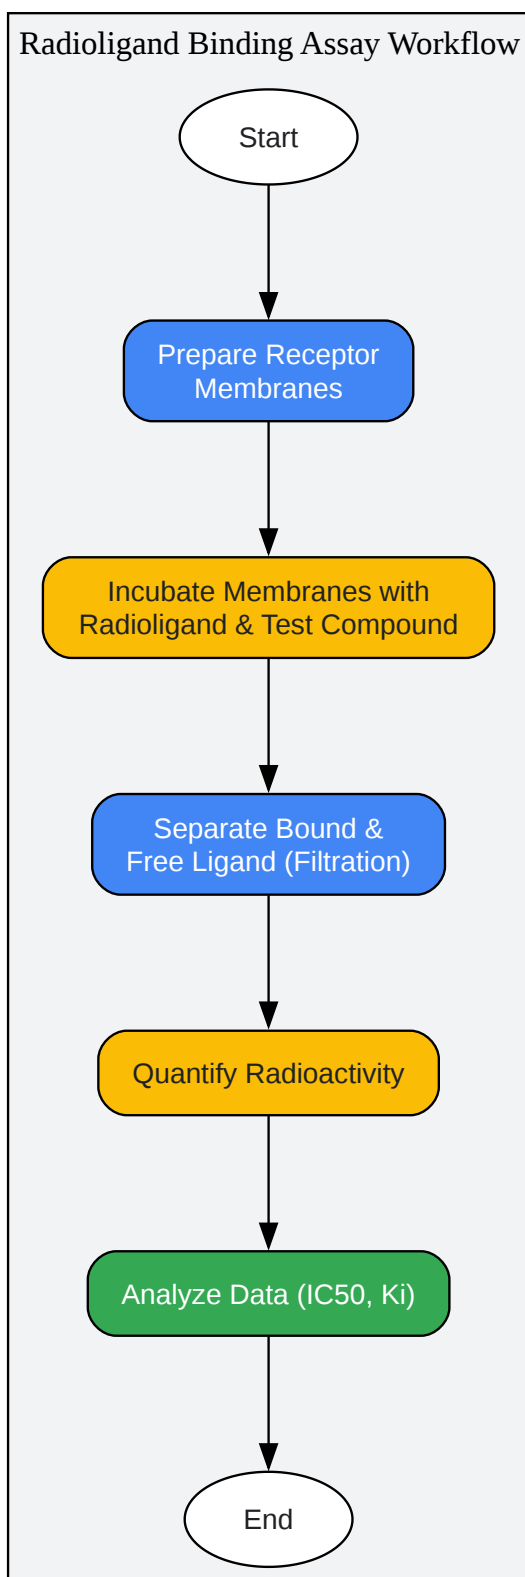 Radioligand Binding Assay Workflow
Start
Prepare Receptor
Membranes
Incubate Membranes with
Radioligand & Test Compound
Separate Bound &
Free Ligand (Filtration)
Quantify Radioactivity
Analyze Data (IC50, Ki)
End